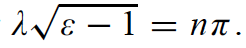 λ√ε − 1 = nπ.